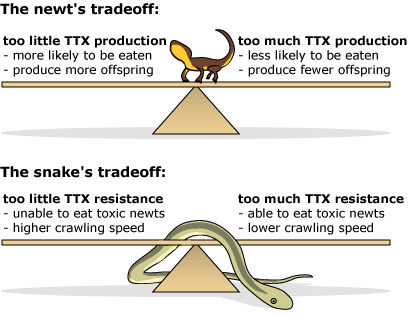 The newt's tradeoff:
too little TTX production
- more likely to be eaten
- produce more offspring
too much TTX production
- less likely to be eaten
- produce fewer offspring
The snake's tradeoff:
too little TTX resistance
- unable to eat toxic newts
- higher crawling speed
too much TTX resistance
- able to eat toxic newts
- lower crawling speed